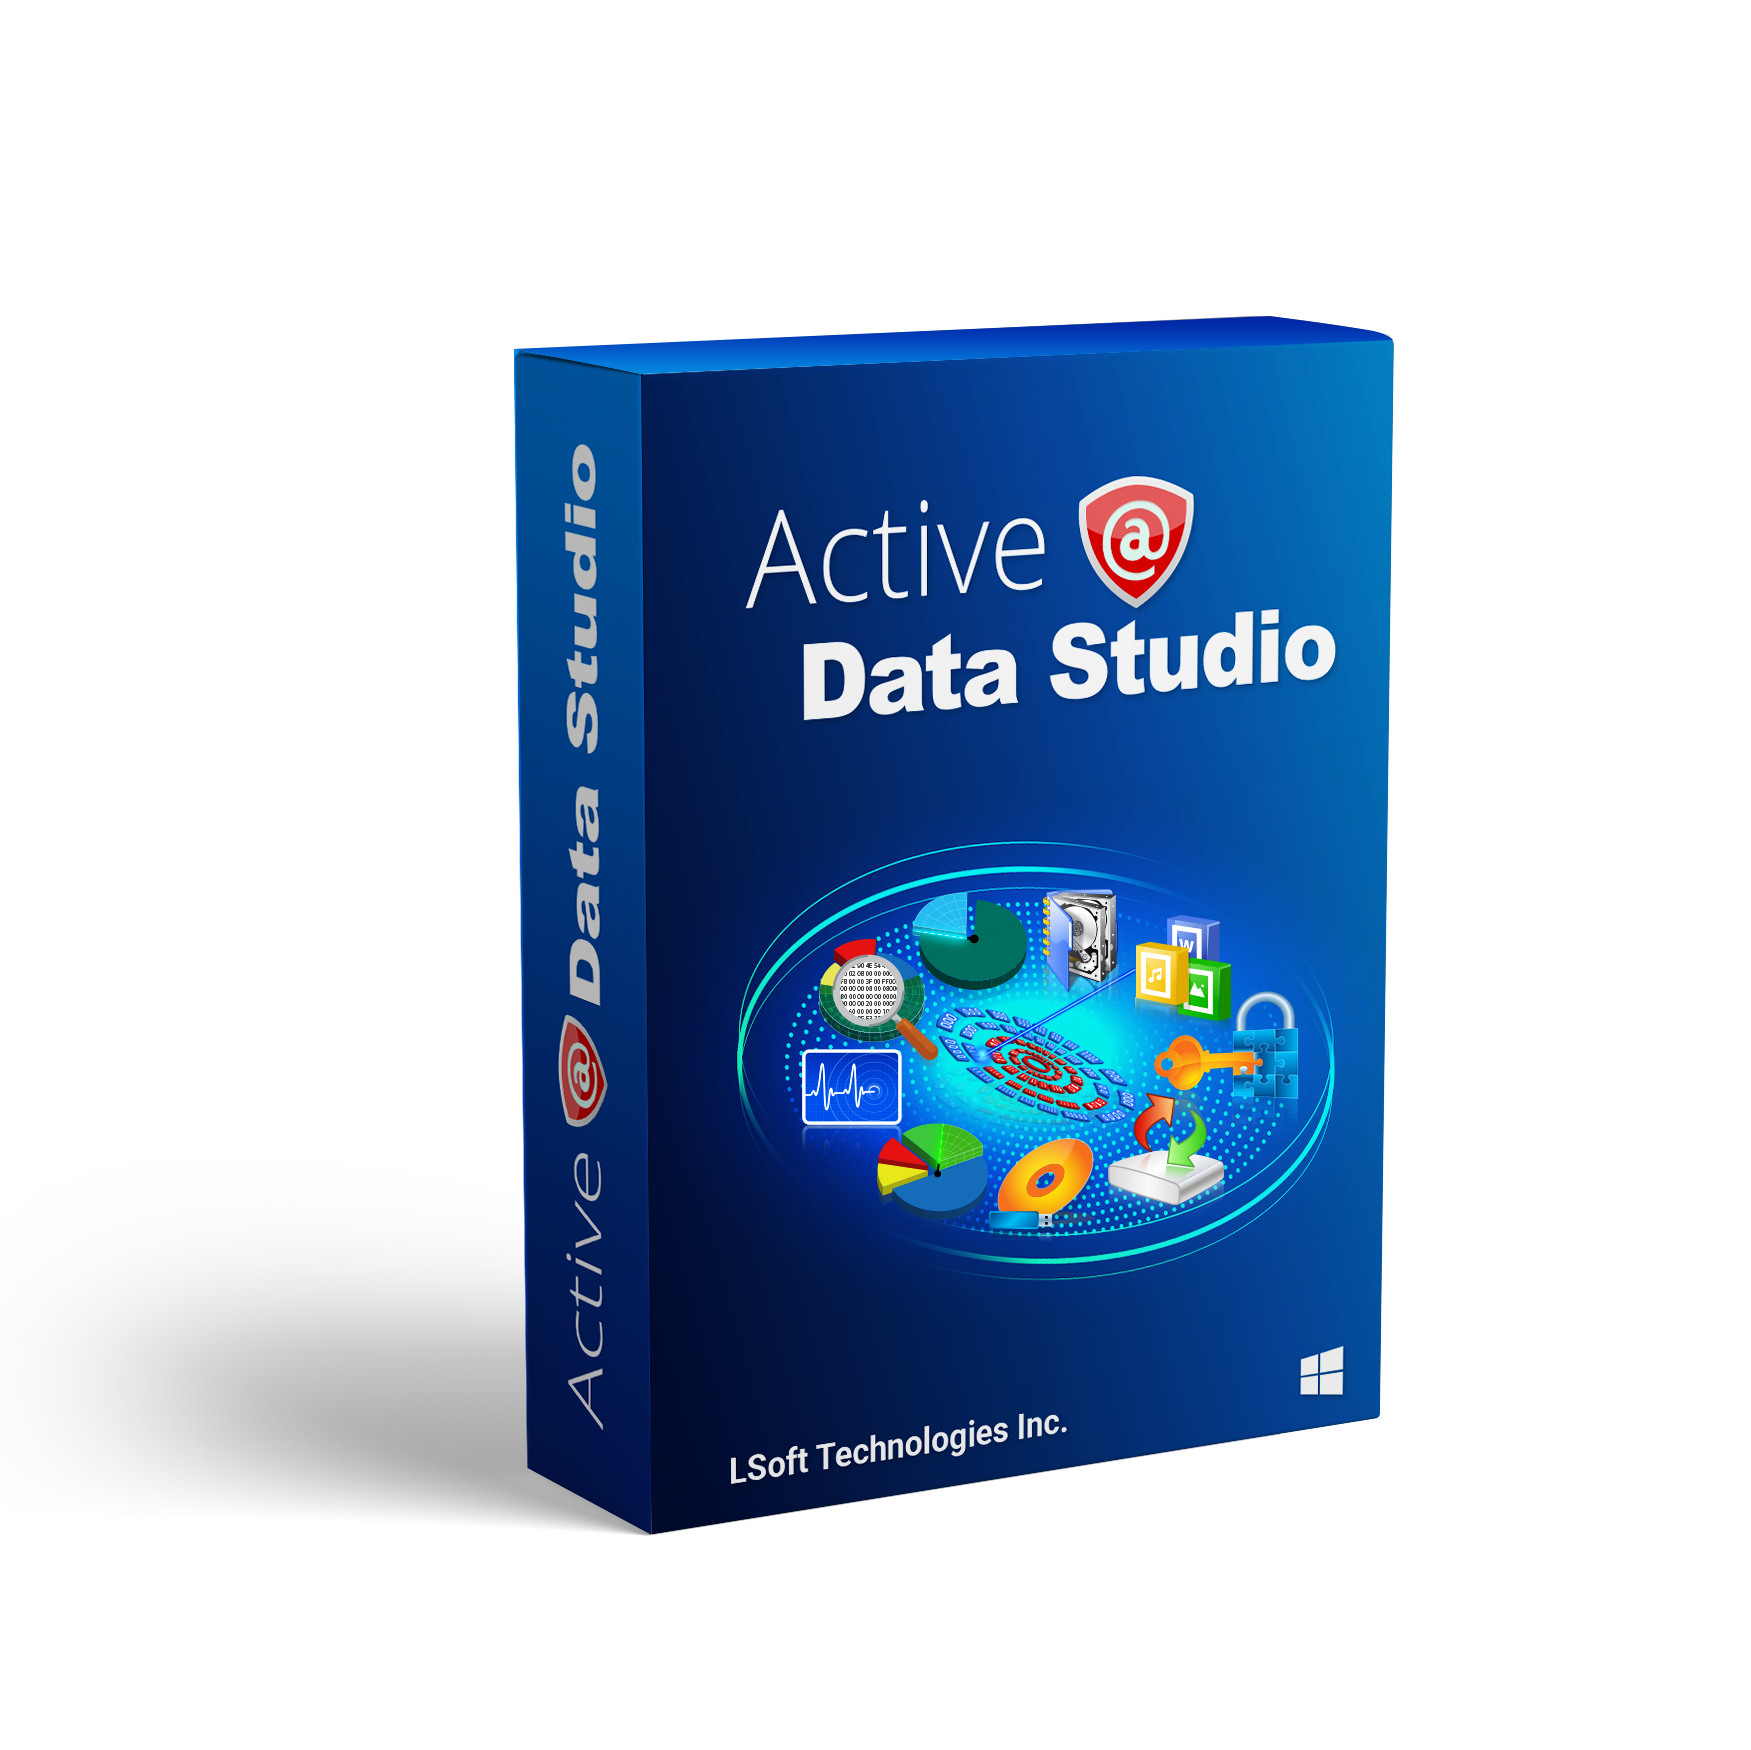 Active @
Data Studio
W
LSoft Technologies Inc.
Active @ Data Studio